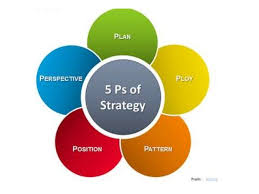 PLAN
PERSPECTIVE
PLOY
5 Ps of
Strategy
POSITION
PATTERN